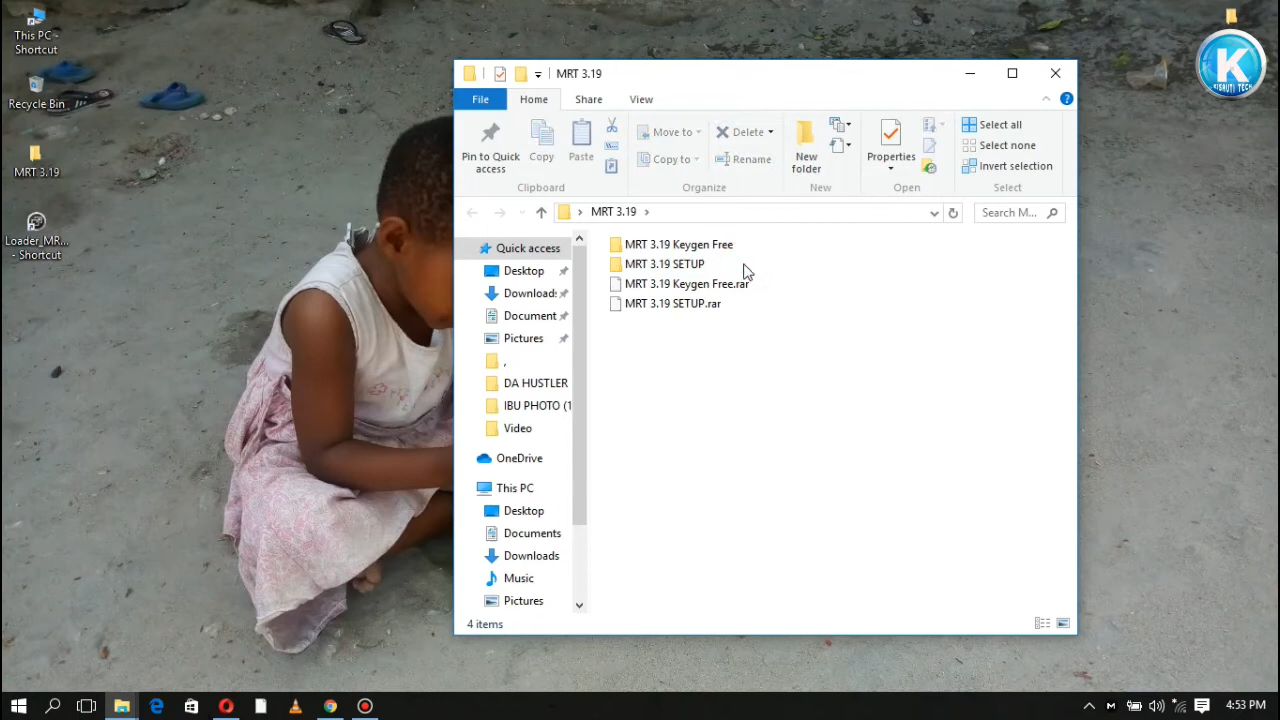 This PC -
Shortcut
Recycle Bin
MRT 3.19
Loader_MR...
- Shortcut
K
KISHUTI TECH
MRT 3.19
File
Home
Share
View
Pin to Quick
access
Copy
Paste
Move to
Copy to
Delete
Rename
New
folder
Properties
Select all
Select none
Invert selection
Clipboard
Organize
New
Open
Select
MRT 3.19
Search M...
Quick access
Desktop
Download:
Document
Pictures
,
DA HUSTLER
IBU PHOTO (1
Video
OneDrive
This PC
Desktop
Documents
Downloads
Music
Pictures
MRT 3.19 Keygen Free
MRT 3.19 SETUP
MRT 3.19 Keygen Free.rar
MRT 3.19 SETUP.rar
4 items
4:53 PM